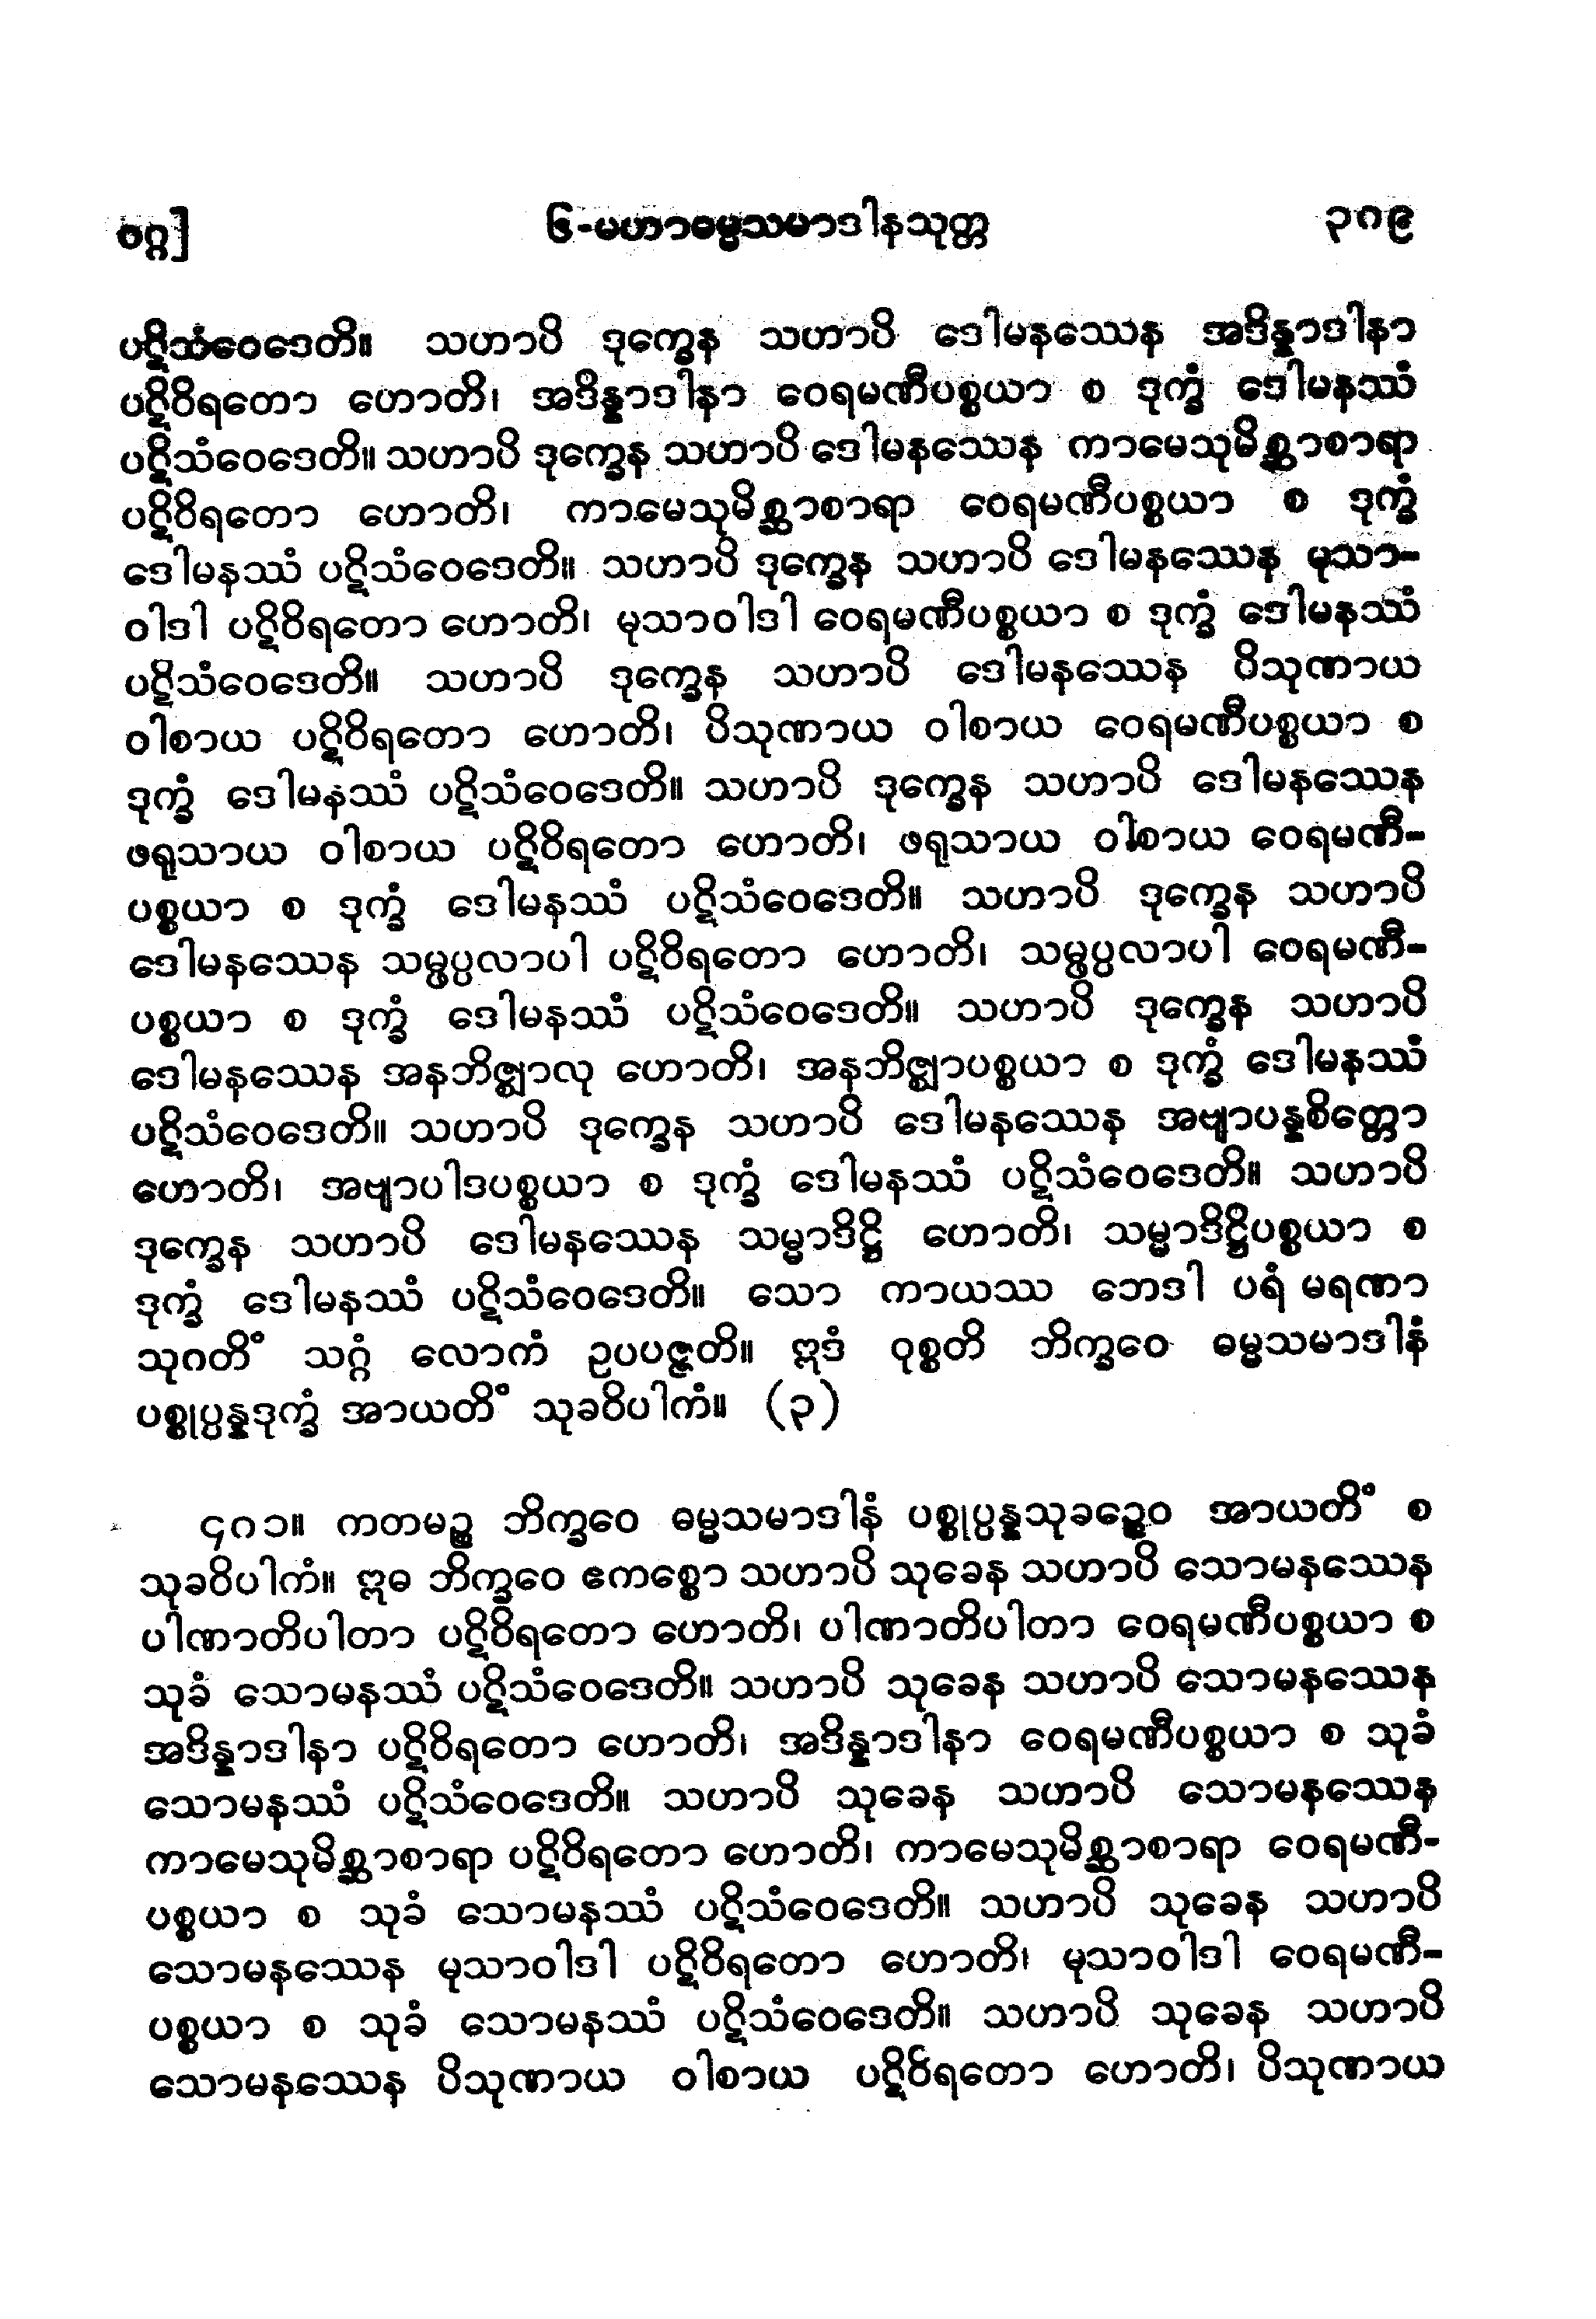 ဝဂ္ဂ] ၆-မဟာဓမ္မသမာဒါနသုတ္တ ၃၈၉
ပဋိသံဝေဒေတိ။ သဟာပိ ဒုက္ခေန သဟာပိ ဒေါမနဿေန အဒိန္နာဒါနာ
ပဋိဝိရတော ဟောတိ၊ အဒိန္နာဒါနာ ဝေရမဏီပစ္စယာ စ ဒုက္ခံ ဒေါမနဿံ
ပဋိသံဝေဒေတိ။ သဟာပိ ဒုက္ခေန သဟာပိ ဒေါမနဿေန ကာမေသုမိစ္ဆာစာရာ
ပဋိဝိရတော ဟောတိ၊ ကာမေသုမိစ္ဆာစာရာ ဝေရမဏီပစ္စယာ စ ဒုက္ခံ
ဒေါမနဿံ ပဋိသံဝေဒေတိ။ သဟာပိ ဒုက္ခေန သဟာပိ ဒေါမနဿေန မုသာ-
ဝါဒါ ပဋိဝိရတော ဟောတိ၊ မုသာဝါဒါ ဝေရမဏီပစ္စယာ စ ဒုက္ခံ ဒေါမနဿံ
ပဋိသံဝေဒေတိ။ သဟာပိ ဒုက္ခေန သဟာပိ ဒေါမနဿေန ပိသုဏာယ
ဝါစာယ ပဋိဝိရတော ဟောတိ၊ ပိသုဏာယ ဝါစာယ ဝေရမဏီပစ္စယာ စ
ဒုက္ခံ ဒေါမနဿံ ပဋိသံဝေဒေတိ။ သဟာပိ ဒုက္ခေန သဟာပိ ဒေါမနဿေန
ဖရုသာယ ဝါစာယ ပဋိဝိရတော ဟောတိ၊ ဖရုသာယ ဝါစာယ ဝေရမဏီ-
ပစ္စယာ စ ဒုက္ခံ ဒေါမနဿံ ပဋိသံဝေဒေတိ။ သဟာပိ ဒုက္ခေန သဟာပိ
ဒေါမနဿေန သမ္ဖပ္ပလာပါ ပဋိဝိရတော ဟောတိ၊ သမ္ဖပ္ပလာပါ ဝေရမဏီ-
ပစ္စယာ စ ဒုက္ခံ ဒေါမနဿံ ပဋိသံဝေဒေတိ။ သဟာပိ ဒုက္ခေန သဟာပိ
ဒေါမနဿေန အနဘိဇ္ဈာလု ဟောတိ၊ အနဘိဇ္ဈာပစ္စယာ စ ဒုက္ခံ ဒေါမနဿံ
ပဋိသံဝေဒေတိ။ သဟာပိ ဒုက္ခေန သဟာပိ ဒေါမနဿေန အဗျာပန္နစိတ္တော
ဟောတိ၊ အဗျာပါဒပစ္စယာ စ ဒုက္ခံ ဒေါမနဿံ ပဋိသံဝေဒေတိ။ သဟာပိ
ဒုက္ခေန သဟာပိ ဒေါမနဿေန သမ္မာဒိဋ္ဌိ ဟောတိ၊ သမ္မာဒိဋ္ဌိပစ္စယာ စ
ဒုက္ခံ ဒေါမနဿံ ပဋိသံဝေဒေတိ။ သော ကာယဿ ဘေဒါ ပရံ မရဏာ
သုဂတိံ သဂ္ဂံ လောကံ ဥပပဇ္ဇတိ။ ဣဒံ ဝုစ္စတိ ဘိက္ခဝေ ဓမ္မသမာဒါနံ
ပစ္စုပ္ပန္နဒုက္ခံ အာယတိံ သုခဝိပါကံ။ (၃)
၄၈၁။ ကတမဉ္စ ဘိက္ခဝေ ဓမ္မသမာဒါနံ ပစ္စုပ္ပန္နသုခဉ္စေဝ အာယတိံ စ
သုခဝိပါကံ။ ဣဓ ဘိက္ခဝေ ဧကစ္စော သဟာပိ သုခေန သဟာပိ သောမနဿေန
ပါဏာတိပါတာ ပဋိဝိရတော ဟောတိ၊ ပါဏာတိပါတာ ဝေရမဏီပစ္စယာ စ
သုခံ သောမနဿံ ပဋိသံဝေဒေတိ။ သဟာပိ သုခေန သဟာပိ သောမနဿေန
အဒိန္နာဒါနာ ပဋိဝိရတော ဟောတိ၊ အဒိန္နာဒါနာ ဝေရမဏီပစ္စယာ စ သုခံ
သောမနဿံ ပဋိသံဝေဒေတိ။ သဟာပိ သုခေန သဟာပိ သောမနဿေန
ကာမေသုမိစ္ဆာစာရာ ပဋိဝိရတော ဟောတိ၊ ကာမေသုမိစ္ဆာစာရာ ဝေရမဏီ-
ပစ္စယာ စ သုခံ သောမနဿံ ပဋိသံဝေဒေတိ။ သဟာပိ သုခေန သဟာပိ
သောမနဿေန မုသာဝါဒါ ပဋိဝိရတော ဟောတိ၊ မုသာဝါဒါ ဝေရမဏီ-
ပစ္စယာ စ သုခံ သောမနဿံ ပဋိသံဝေဒေတိ။ သဟာပိ သုခေန သဟာပိ
သောမနဿေန ပိသုဏာယ ဝါစာယ ပဋိဝိရတော ဟောတိ၊ ပိသုဏာယ